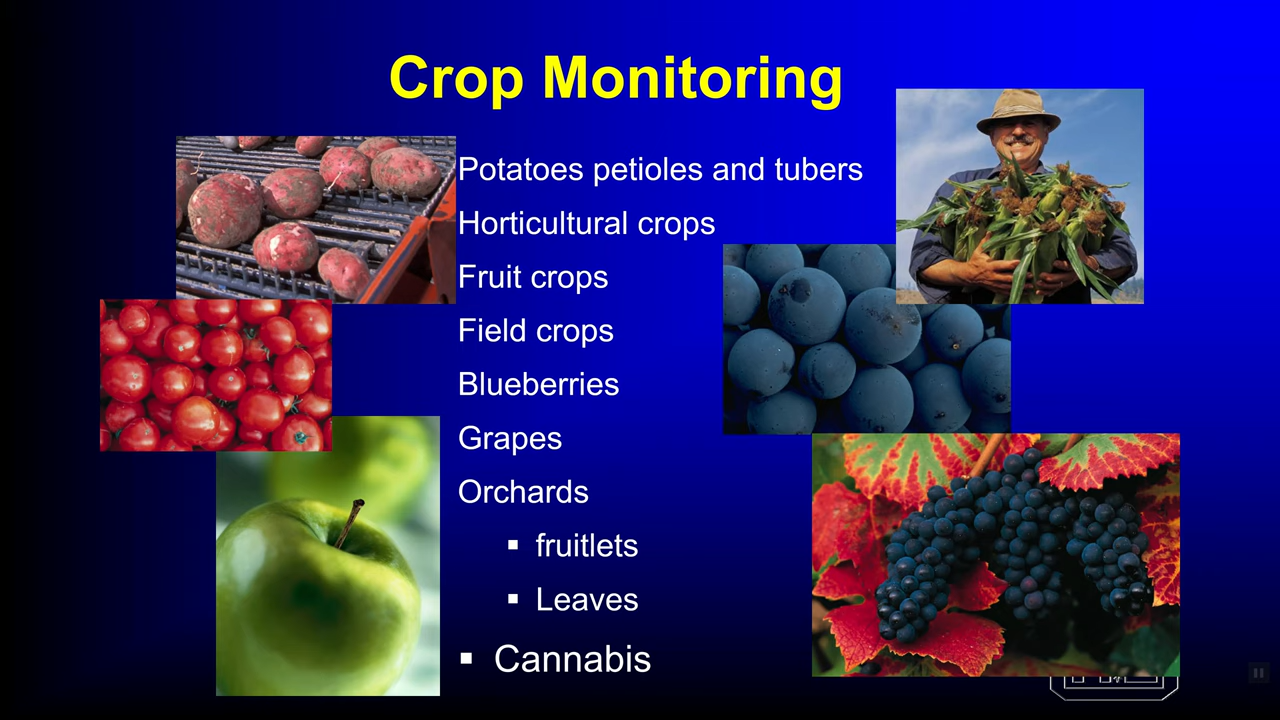 Crop Monitoring
Potatoes petioles and tubers
Horticultural crops
Fruit crops
Field crops
Blueberries
Grapes
Orchards
▪ fruitlets
▪ Leaves
▪ Cannabis